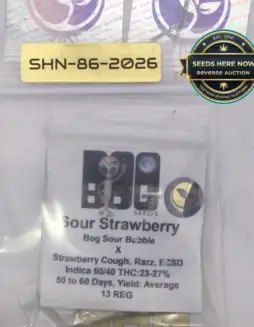 SHN-86-2026
SEEDS HERE NOW
REVERSE AUCTION
BOG
SEEDS
Sour Strawberry
Bog Sour Bubble
X
Strawberry Cough, Razz, ECSD
Indica 60/40 THC:23-27%
50 to 60 Days, Yield: Average
13 REG